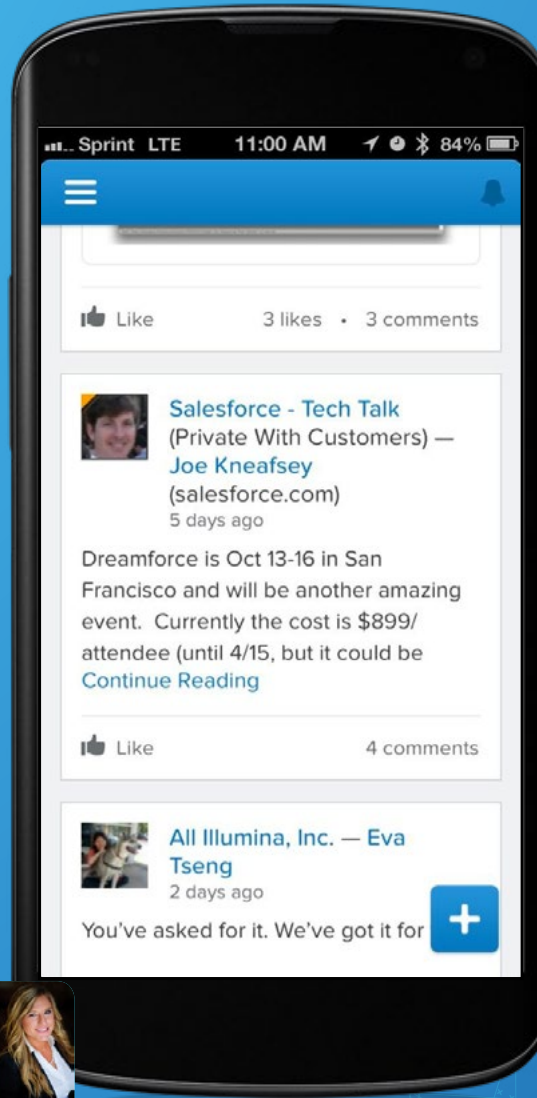 Sprint LTE 11:00 AM 84%
Like 3 likes • 3 comments
Salesforce - Tech Talk
(Private With Customers) —
Joe Kneafsey
(salesforce.com)
5 days ago
Dreamforce is Oct 13-16 in San
Francisco and will be another amazing
event. Currently the cost is $899/
attendee (until 4/15, but it could be
Continue Reading
Like 4 comments
All Illumina, Inc. — Eva
Tseng
2 days ago
You've asked for it. We've got it for